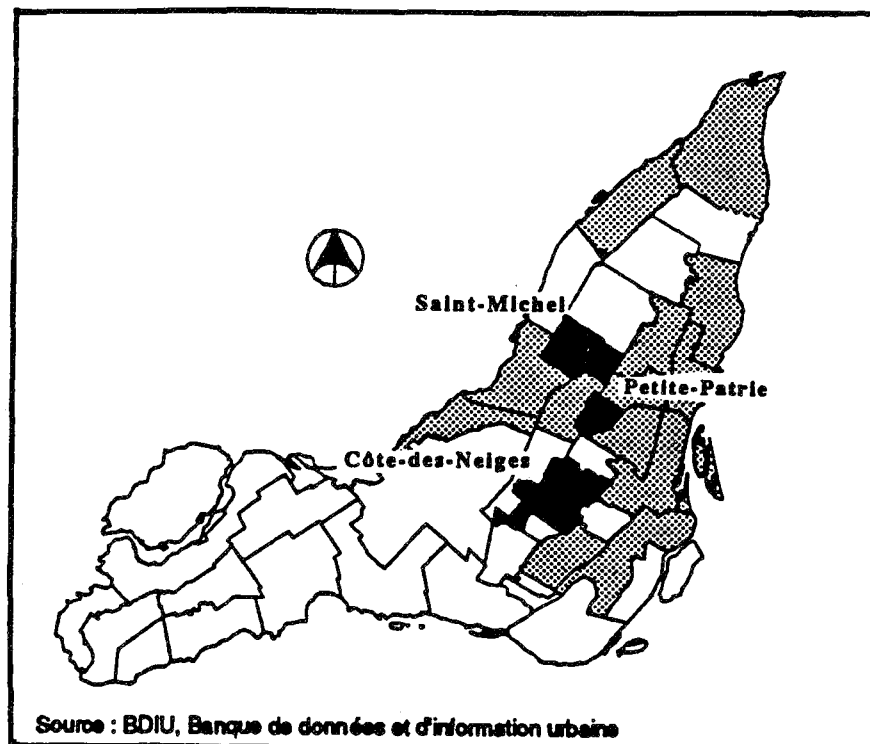 Saint-Michel
Petite-Patrie
Côte-des-Neiges
Source : BDIU, Banque de données et d'information urbaine